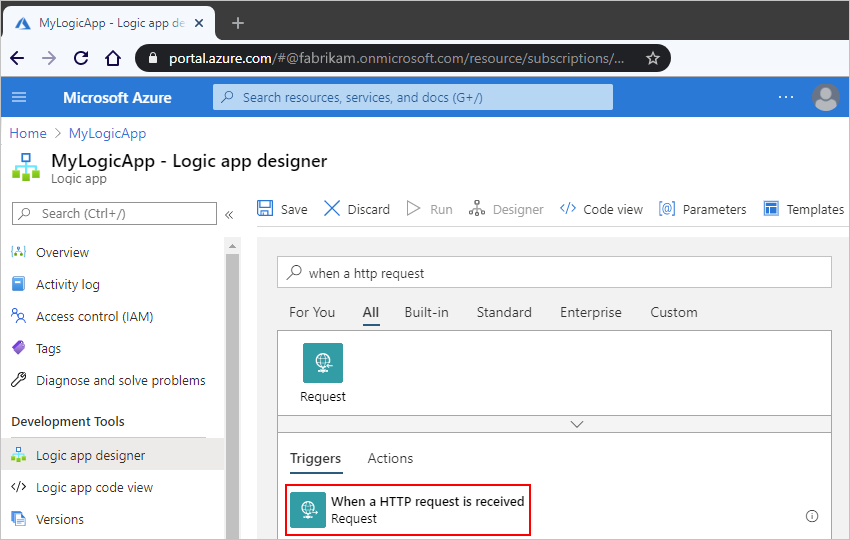 MyLogicApp - Logic app de
portal.azure.com/#@fabrikam.onmicrosoft.com/resource/subscriptions/...
Microsoft Azure
Search resources, services, and docs (G+/)
Home > MyLogicApp
MyLogicApp - Logic app designer
Logic app
Search (Ctrl+/)
«
Save
Discard
Run
Designer
</> Code view
[@] Parameters
Templates
Overview
Activity log
Access control (IAM)
Tags
Diagnose and solve problems
Development Tools
Logic app designer
</> Logic app code view
Versions
when a http request
For You
All
Built-in
Standard
Enterprise
Custom
Request
Triggers
Actions
When a HTTP request is received
Request